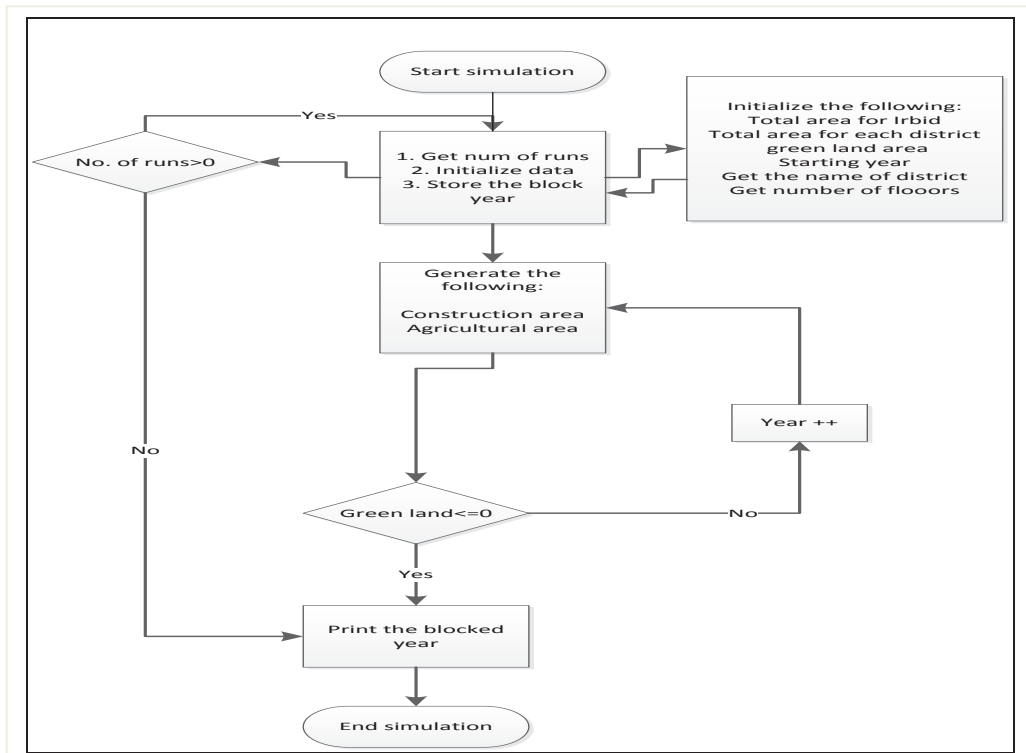 Start simulation
Yes
No. of runs>0
1. Get num of runs
2. Initialize data
3. Store the block
year
Initialize the following:
Total area for Irbid
Total area for each district
green land area
Starting year
Get the name of district
Get number of flooors
Generate the
following:
Construction area
Agricultural area
Year ++
No
Green land<=0
No
Yes
Print the blocked
year
End simulation